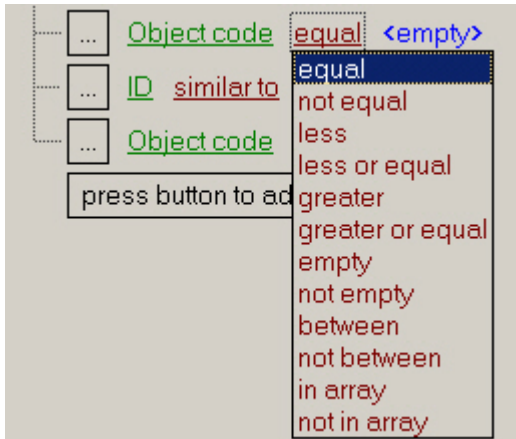 ... Object code equal <empty>
equal
... ID similar to
not equal
... Object code
less
less or equal
press button to ad
greater
greater or equal
empty
not empty
between
not between
in array
not in array